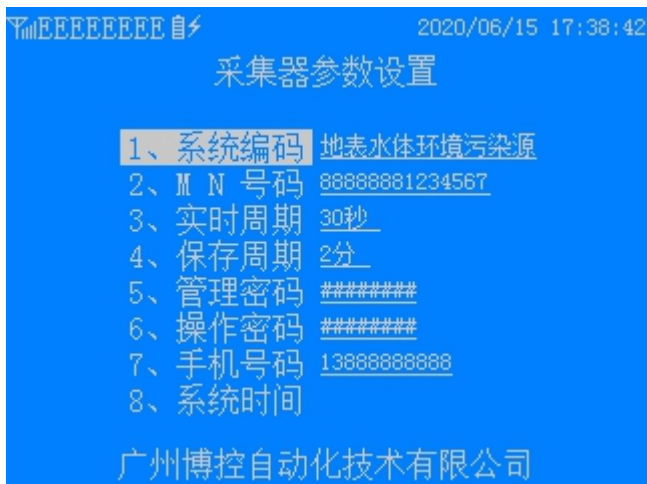 EEEEEEEEE 2020/06/15 17:38:42
采集器参数设置
1、系统编码 地表水体环境污染源
2、M N 号码 88888881234567
3、实时周期 30秒
4、保存周期 2分
5、管理密码 ########
6、操作密码 ########
7、手机号码 13888888888
8、系统时间
广州博控自动化技术有限公司